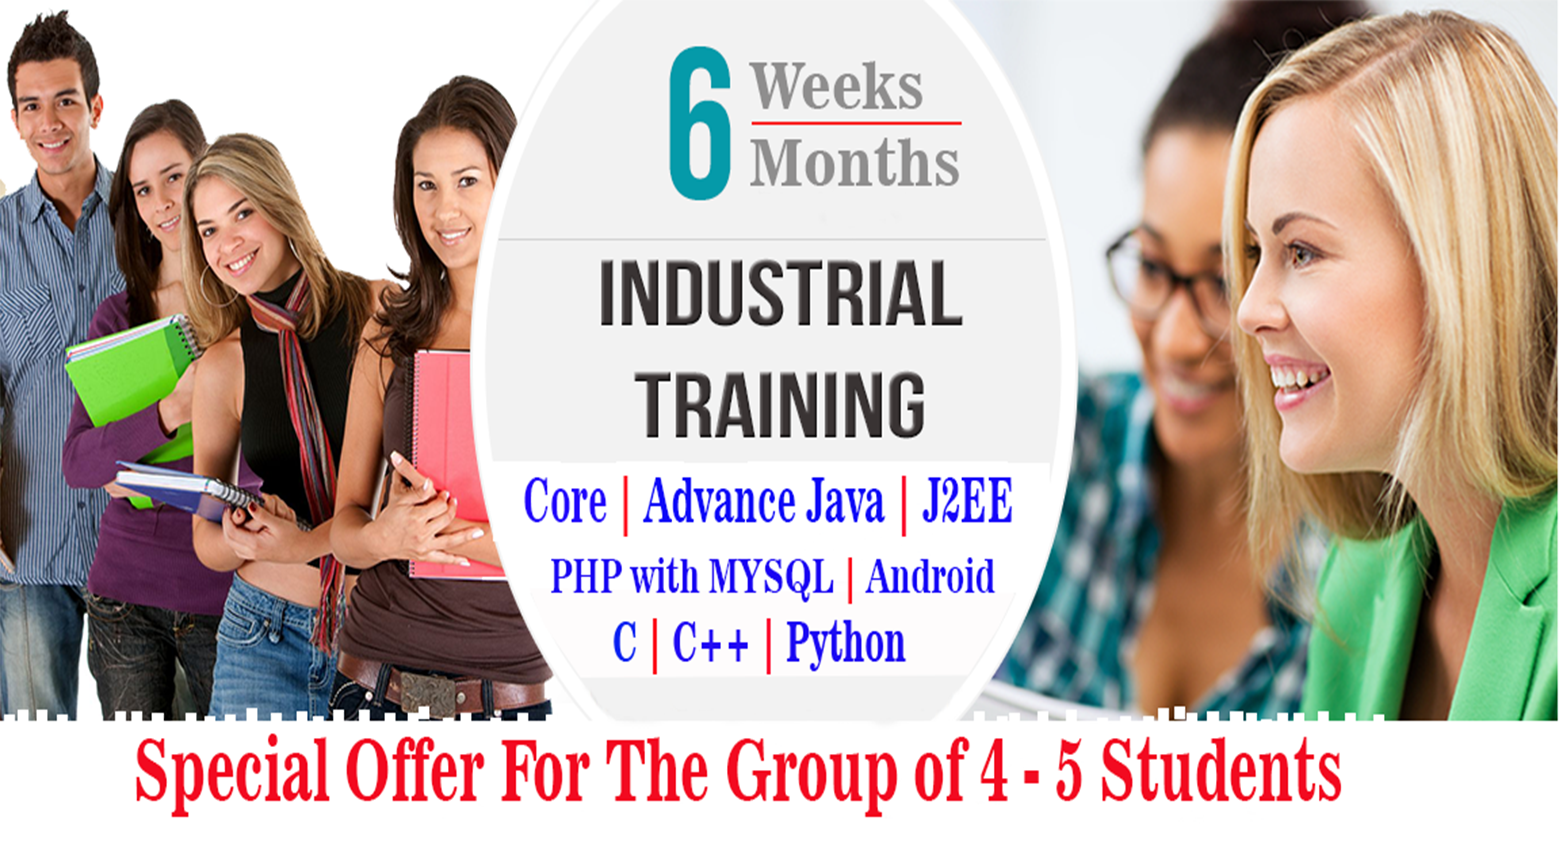 6 Weeks
Months
INDUSTRIAL
TRAINING
Core | Advance Java | J2EE
PHP with MYSQL | Android
C | C++ | Python
Special Offer For The Group of 4 - 5 Students